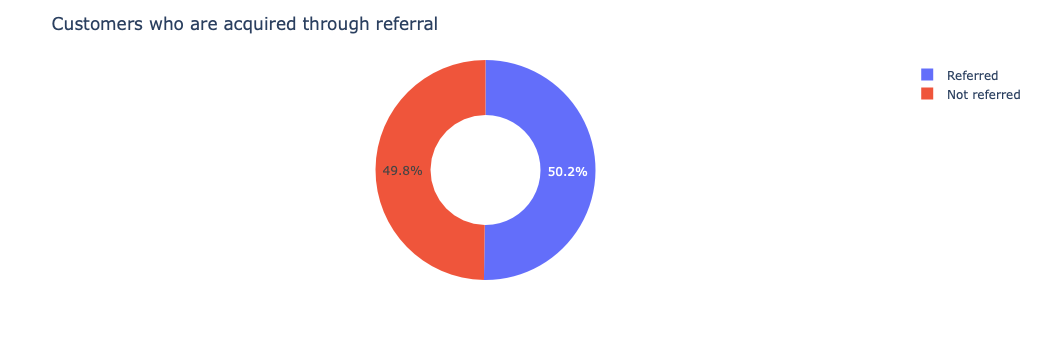 Customers who are acquired through referral
Referred
Not referred
49.8%
50.2%